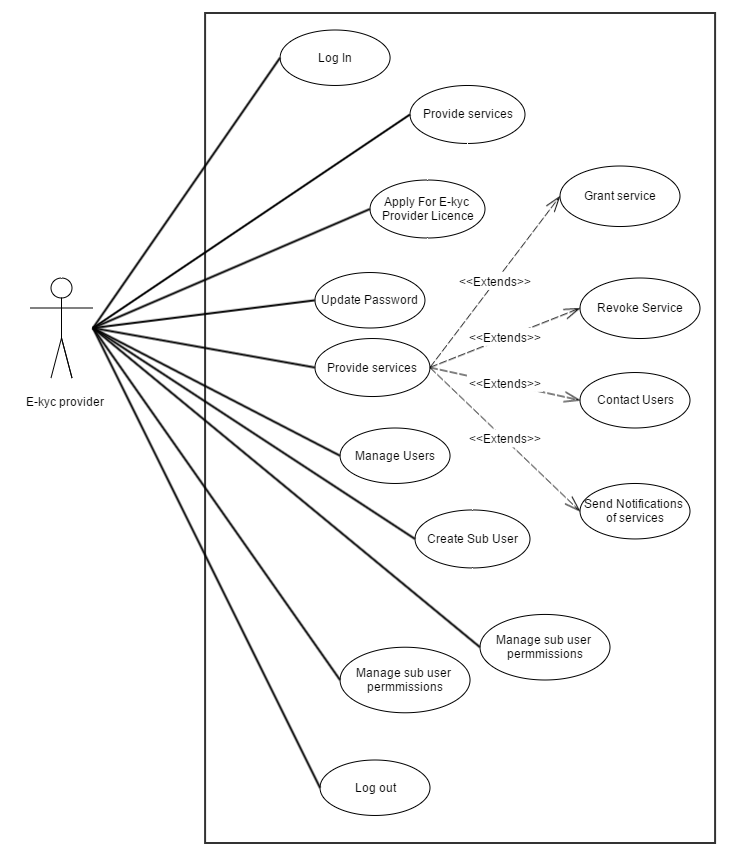 Log In
Provide services
Apply For E-kyc
Provider Licence
Grant service
<<Extends>>
Update Password
Revoke Service
<<Extends>>
Provide services
<<Extends>>
Contact Users
E-kyc provider
<<Extends>>
Manage Users
Send Notifications
of services
Create Sub User
Manage sub user
permmissions
Manage sub user
permmissions
Log out